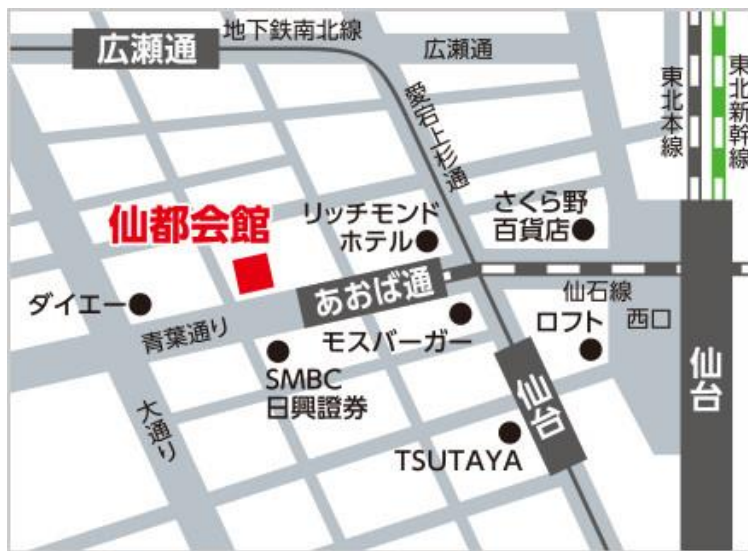 地下鉄南北線
広瀬通
広瀬通
愛宕上杉通
東北本線
東北新幹線
仙都会館
リッチモンド
ホテル
さくら野
百貨店
ダイエー
青葉通り
あおば通
仙石線
西口
モスバーガー
ロフト
SMBC
日興證券
仙台
仙台
大通り
TSUTAYA